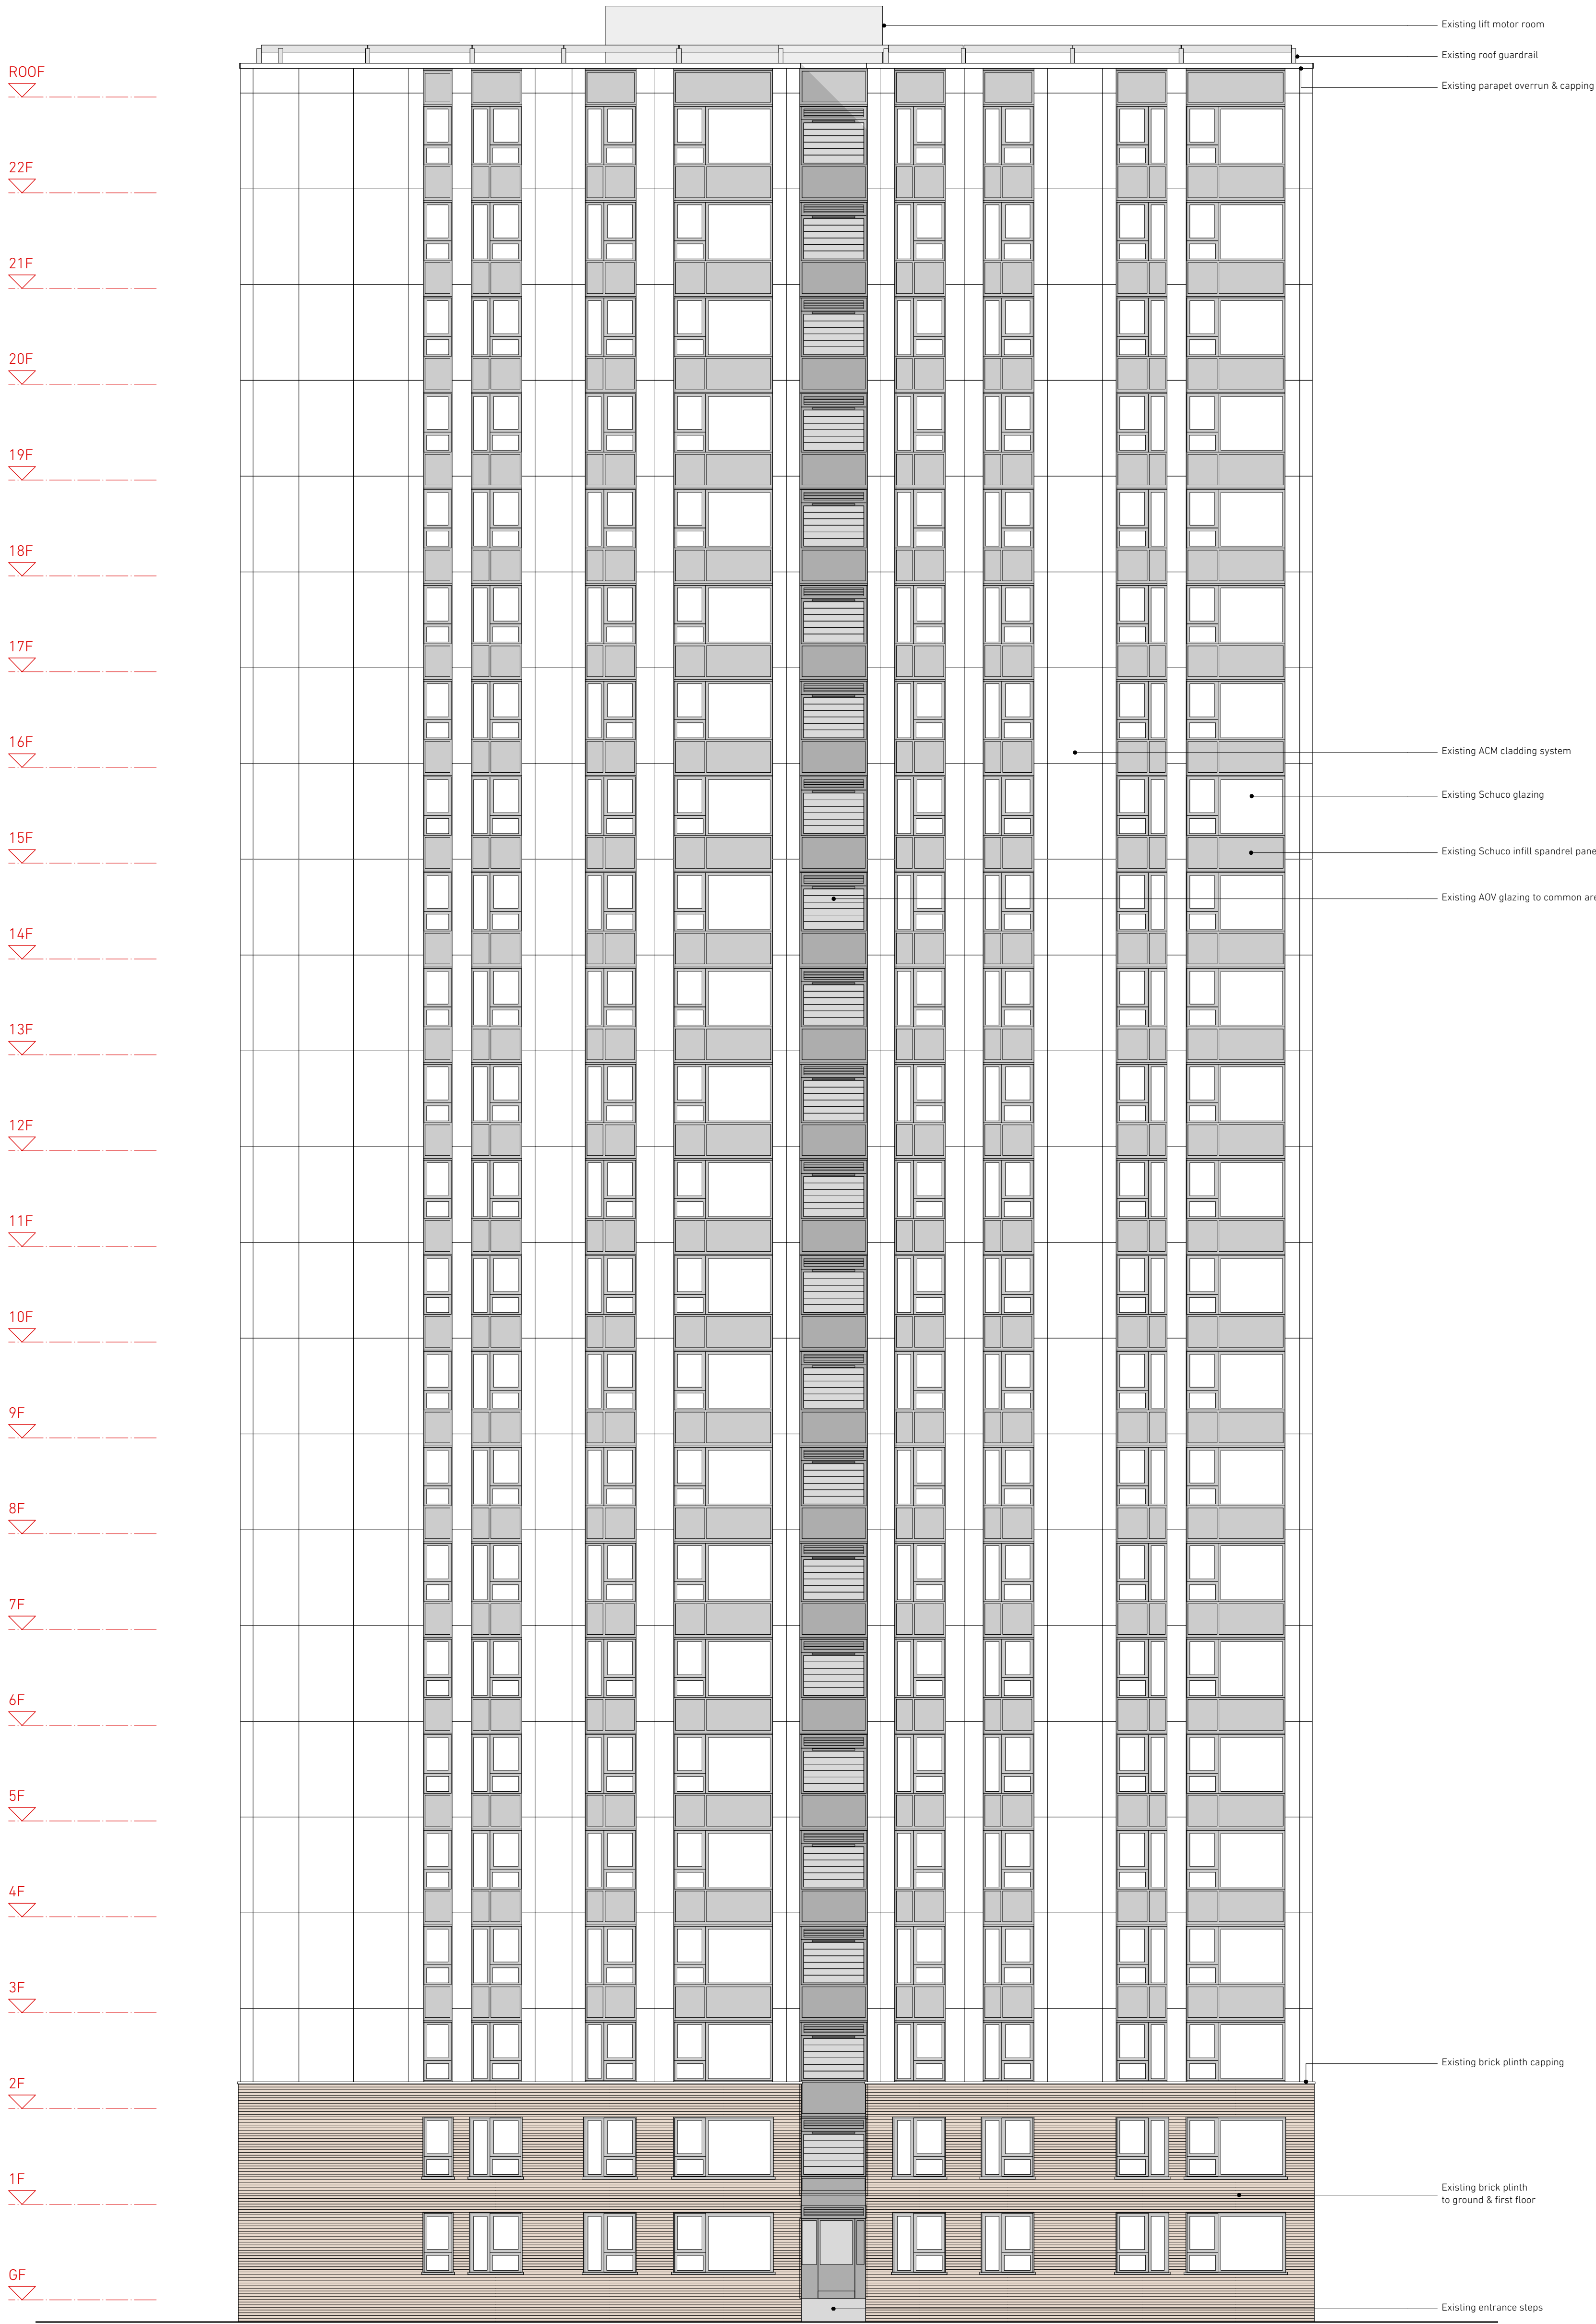 Existing lift motor room
Existing roof guardrail
Existing parapet overrun & capping
ROOF
22F
21F
20F
19F
18F
17F
16F
Existing ACM cladding system
Existing Schuco glazing
15F
Existing Schuco infill spandrel pane
Existing AOV glazing to common are
14F
13F
12F
11F
10F
9F
8F
7F
6F
5F
4F
3F
Existing brick plinth capping
2F
1F
Existing brick plinth
to ground & first floor
GF
Existing entrance steps